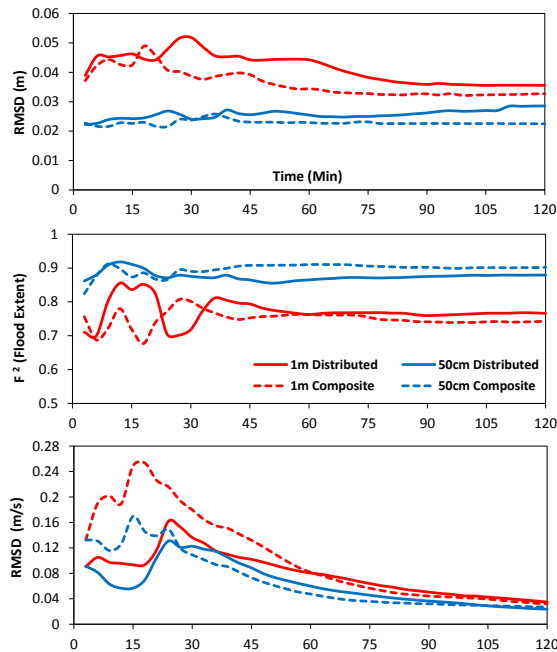 0.06
0.05
0.04
0.03
0.02
0.01
0
RMSD (m)
Time (Min)
0 15 30 45 60 75 90 105 120
1
0.9
0.8
0.7
0.6
0.5
F ² (Flood Extent)
1m Distributed 50cm Distributed
1m Composite 50cm Composite
0 15 30 45 60 75 90 105 120
0.28
0.24
0.2
0.16
0.12
0.08
0.04
0
RMSD (m/s)
0 15 30 45 60 75 90 105 120